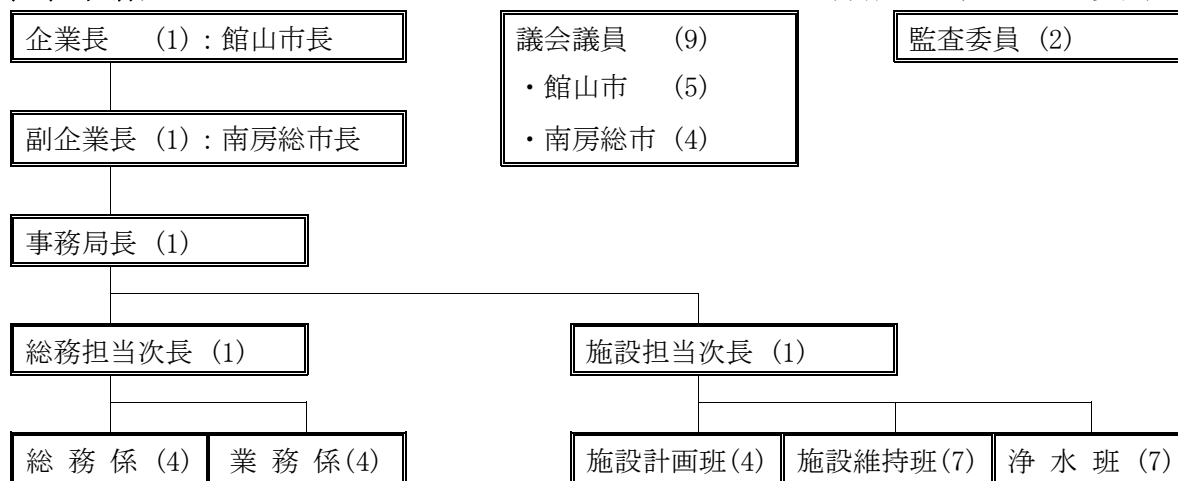 企業長 (1)：館山市長
議会議員 (9)
・館山市 (5)
・南房総市 (4)
監査委員 (2)
副企業長 (1)：南房総市長
事務局長 (1)
総務担当次長 (1)
施設担当次長 (1)
総 務 係 (4)
業 務 係(4)
施設計画班(4)
施設維持班(7)
浄 水 班 (7)